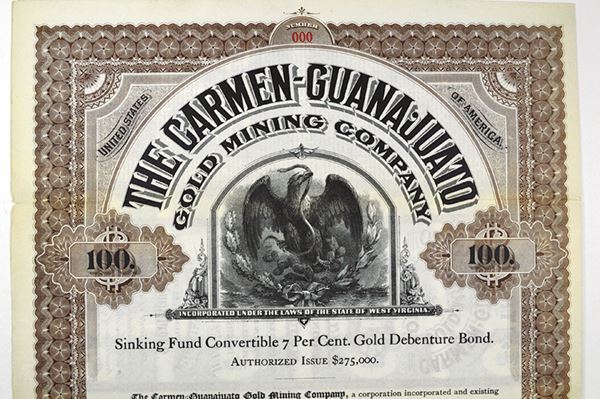 NUMBER
000
UNITED STATES
OF AMERICA.
THE CARMEN-GUANAJUATO
GOLD MINING COMPANY
100.
100.
INCORPORATED UNDER THE LAWS OF THE STATE OF WEST VIRGINIA.
Sinking Fund Convertible 7 Per Cent. Gold Debenture Bond.
AUTHORIZED ISSUE $275,000.
The Carmen-Guanajuato Gold Mining Company, a corporation incorporated and existing